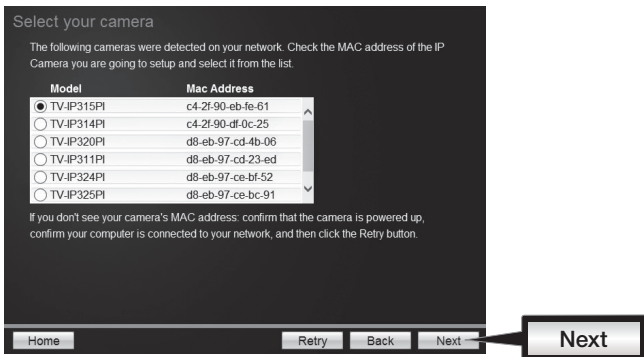 Select your camera
The following cameras were detected on your network. Check the MAC address of the IP
Camera you are going to setup and select it from the list.
Model Mac Address
TV-IP315PI c4-2f-90-eb-fe-61
TV-IP314PI c4-2f-90-df-0c-25
TV-IP320PI d8-eb-97-cd-4b-06
TV-IP311PI d8-eb-97-cd-23-ed
TV-IP324PI d8-eb-97-ce-bf-52
TV-IP325PI d8-eb-97-ce-bc-91
If you don't see your camera's MAC address: confirm that the camera is powered up,
confirm your computer is connected to your network, and then click the Retry button.
Home Retry Back Next Next